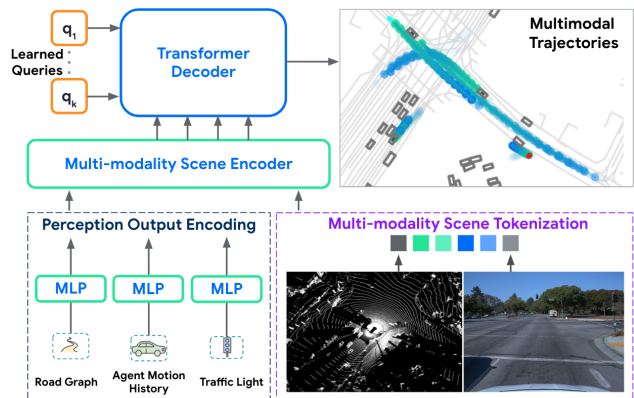 q1
Learned
Queries
qk
Transformer
Decoder
Multimodal
Trajectories
Multi-modality Scene Encoder
Perception Output Encoding
MLP
MLP
MLP
Road Graph
Agent Motion
History
Traffic Light
Multi-modality Scene Tokenization